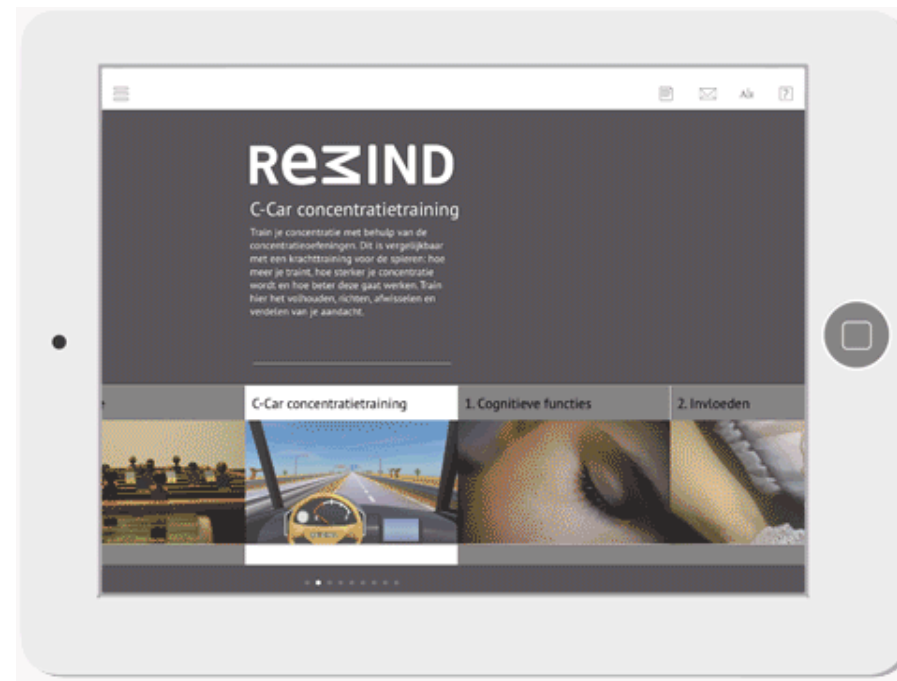 A|A
?
ReMIND
C-Car concentratietraining
Train je concentratie met behulp van de
concentratieoefeningen. Dit is vergelijkbaar
met een krachttraining voor de spieren: hoe
meer je traint, hoe sterker je concentratie
wordt en hoe beter deze gaat werken. Train
hier het volhouden, richten, afwisselen en
verdelen van je aandacht.
C-Car concentratietraining
1. Cognitieve functies
2. Invloeden